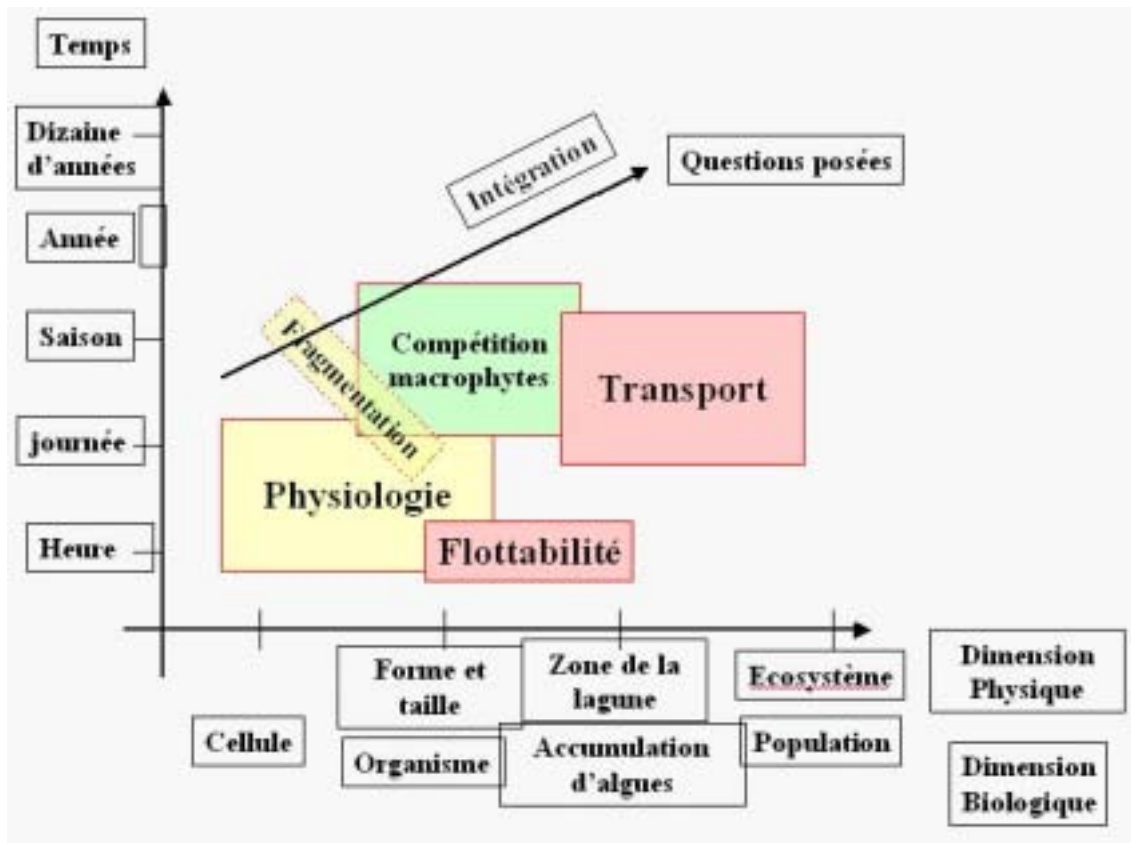 Temps
Dizaine
d'années
Intégration
Questions posées
Année
Saison
Fragmentation
Compétition
macrophytes
Transport
journée
Physiologie
Heure
Flottabilité
Forme et
taille
Zone de la
lagune
Ecosystème
Dimension
Physique
Cellule
Organisme
Accumulation
d'algues
Population
Dimension
Biologique